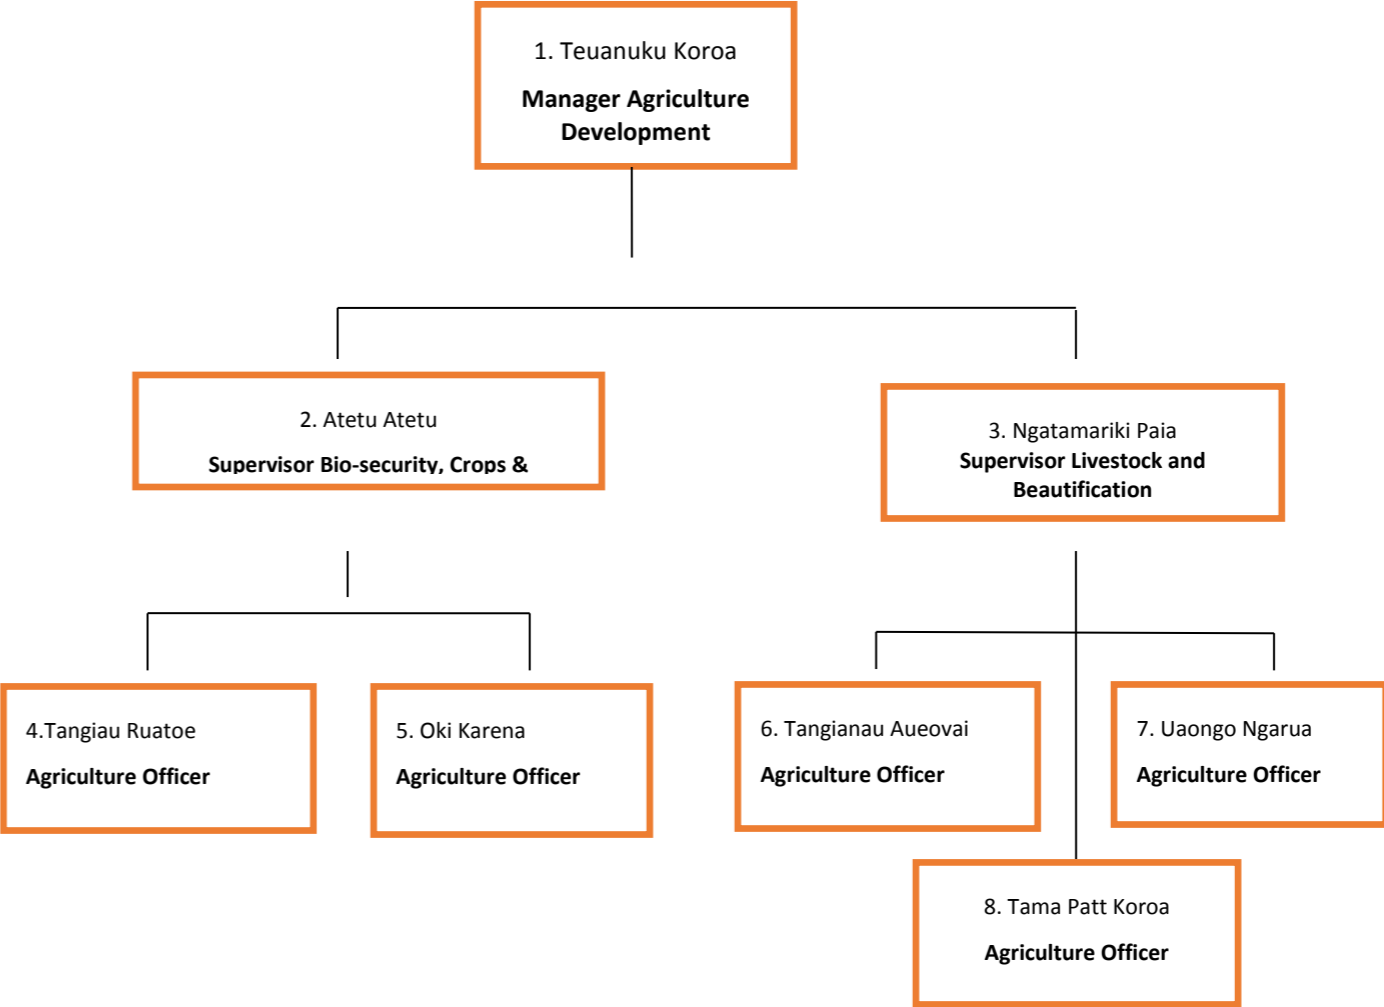 1. Teuanuku Koroa
Manager Agriculture
Development
2. Atetu Atetu
Supervisor Bio-security, Crops &
3. Ngatamariki Paia
Supervisor Livestock and
Beautification
4.Tangiau Ruatoe
Agriculture Officer
5. Oki Karena
Agriculture Officer
6. Tangianau Aueovai
Agriculture Officer
7. Uaongo Ngarua
Agriculture Officer
8. Tama Patt Koroa
Agriculture Officer